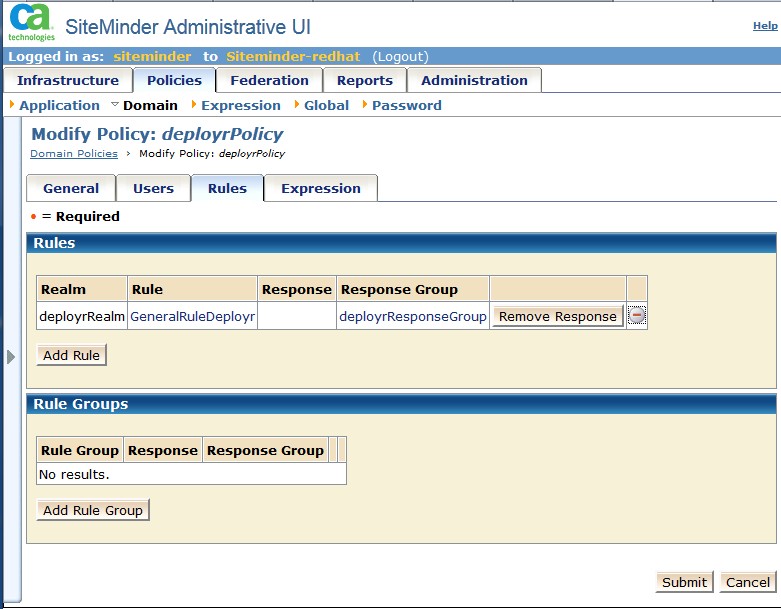 ca
technologies
SiteMinder Administrative UI
Help
Logged in as: siteminder to Siteminder-redhat (Logout)
Infrastructure Policies Federation Reports Administration
Application Domain Expression Global Password
Modify Policy: deployrPolicy
Domain Policies › Modify Policy: deployrPolicy
General Users Rules Expression
• = Required
Rules
Realm Rule Response Response Group
deployrRealm GeneralRuleDeployr deployrResponseGroup Remove Response
Add Rule
Rule Groups
Rule Group Response Response Group
No results.
Add Rule Group
Submit Cancel